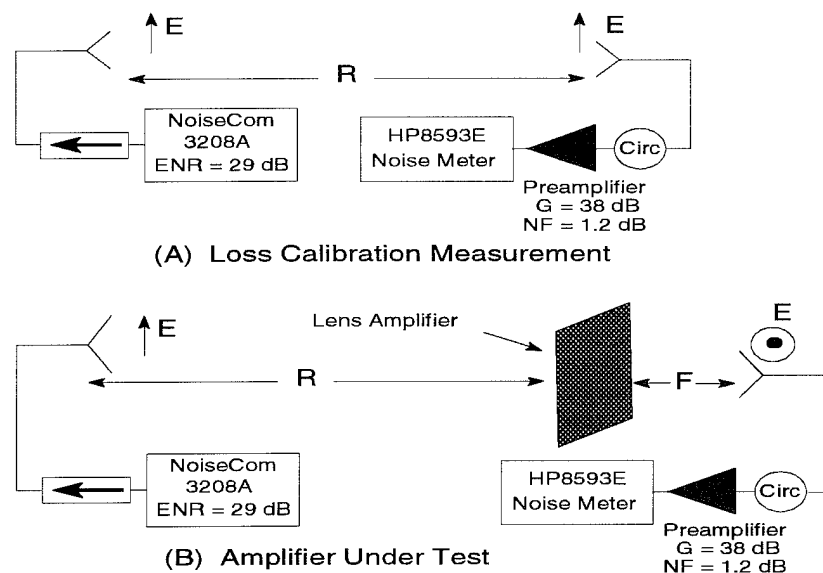 E
E
R
NoiseCom
3208A
ENR = 29 dB
HP8593E
Noise Meter
Circ
Preamplifier
G = 38 dB
NF = 1.2 dB
(A) Loss Calibration Measurement
E
Lens Amplifier
E
R
F
NoiseCom
3208A
ENR = 29 dB
HP8593E
Noise Meter
Circ
Preamplifier
G = 38 dB
NF = 1.2 dB
(B) Amplifier Under Test